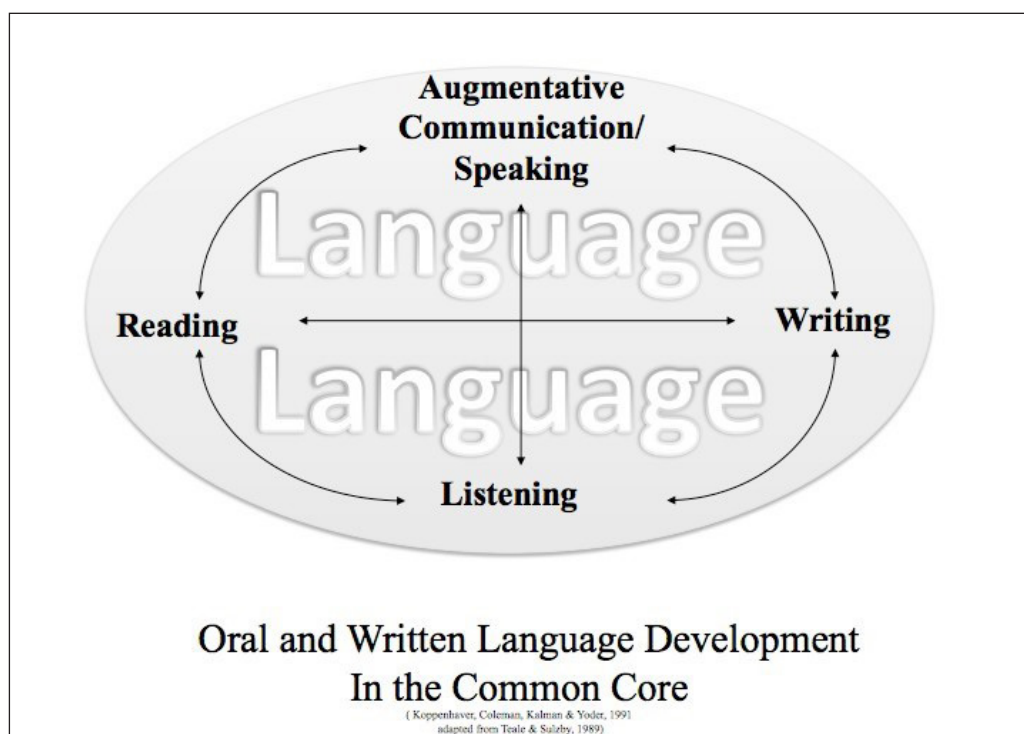 Augmentative
Communication/
Speaking
Language
Reading
Writing
Language
Listening
Oral and Written Language Development
In the Common Core
( Koppenhaver, Coleman, Kalman & Yoder, 1991
adapted from Teale & Sulzby, 1989)